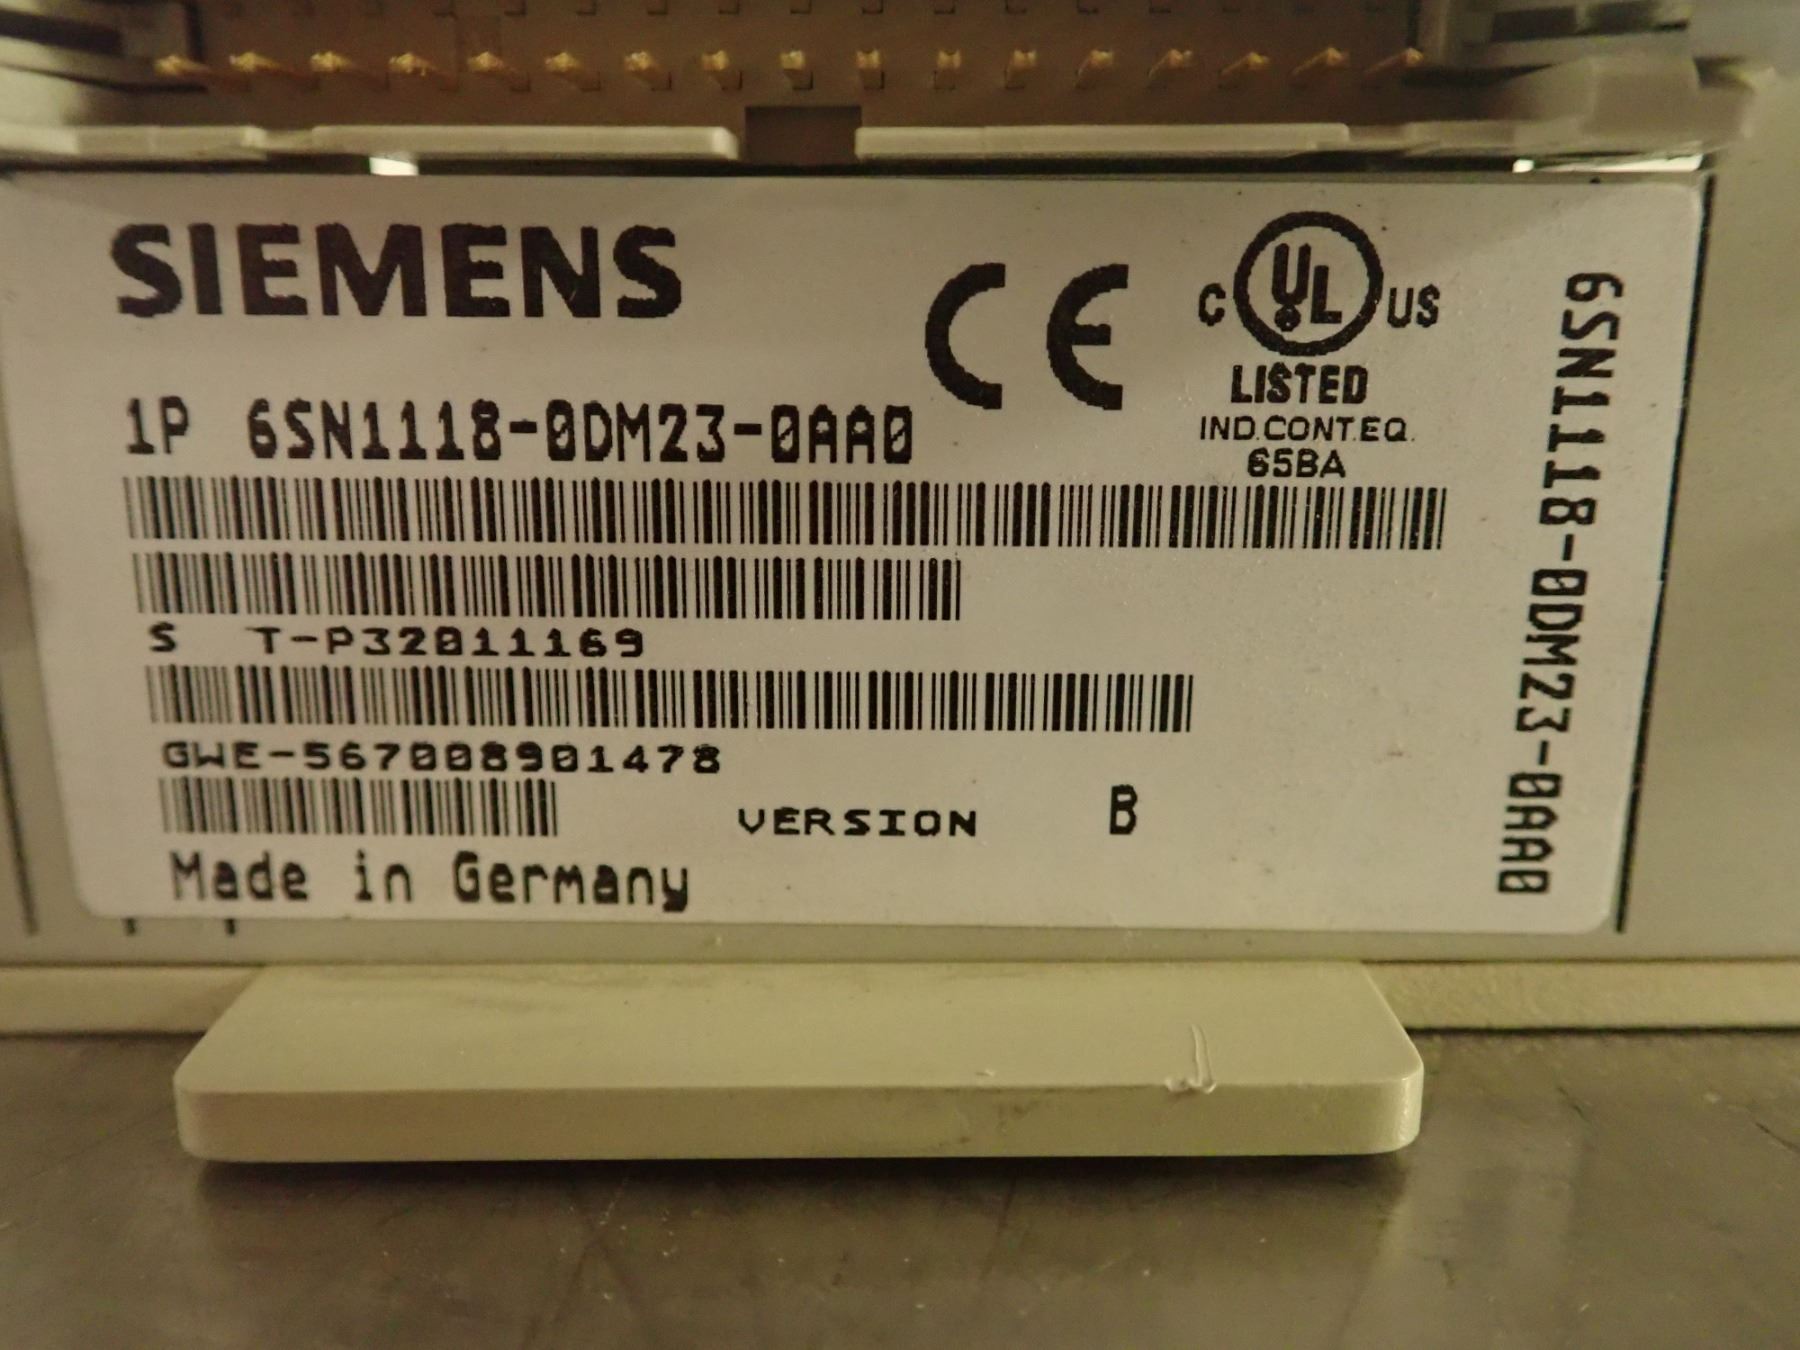 SIEMENS
CE
C UL US
LISTED
IND.CONT.EQ.
65BA
1P 6SN1118-0DM23-0AA0
S T-P32011169
GWE-567008901478
VERSION B
Made in Germany
6SN1118-0DM23-0AA0